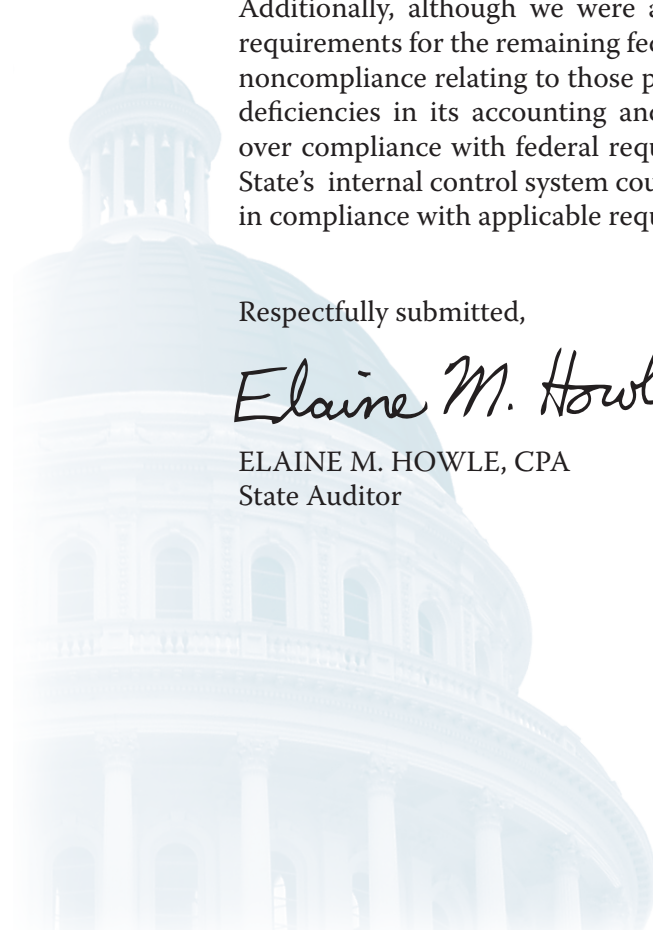 Additionally, although we were a
requirements for the remaining fe
noncompliance relating to those p
deficiencies in its accounting an
over compliance with federal requ
State’s internal control system cou
in compliance with applicable requ
Respectfully submitted,
Elaine M. Howl
ELAINE M. HOWLE, CPA
State Auditor